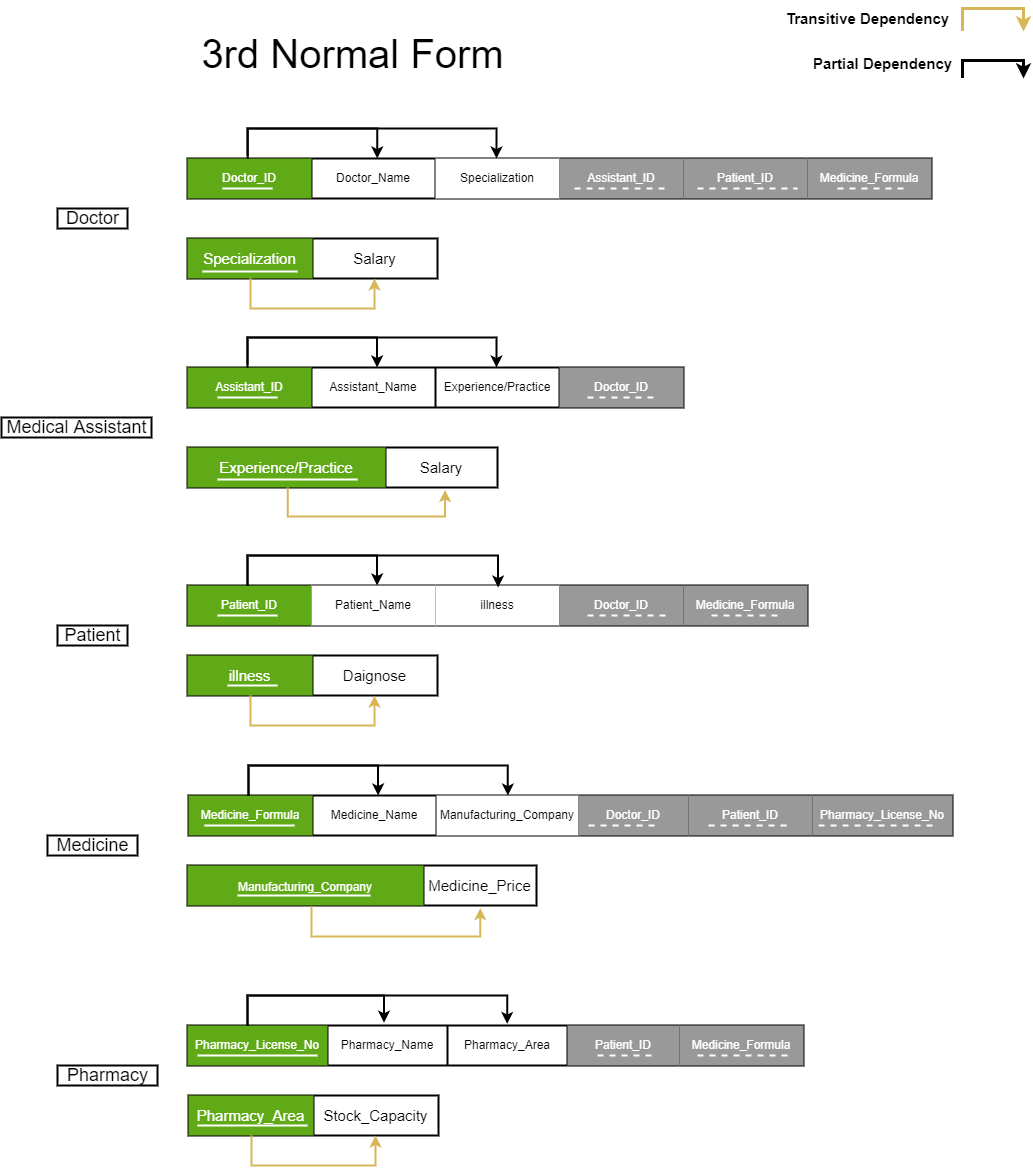 Transitive Dependency
3rd Normal Form
Partial Dependency
Doctor_ID Doctor_Name Specialization Assistant_ID Patient_ID Medicine_Formula
Doctor
Specialization Salary
Assistant_ID Assistant_Name Experience/Practice Doctor_ID
Medical Assistant
Experience/Practice Salary
Patient_ID Patient_Name illness Doctor_ID Medicine_Formula
Patient
illness Daignose
Medicine_Formula Medicine_Name Manufacturing_Company Doctor_ID Patient_ID Pharmacy_License_No
Medicine
Manufacturing_Company Medicine_Price
Pharmacy_License_No Pharmacy_Name Pharmacy_Area Patient_ID Medicine_Formula
Pharmacy
Pharmacy_Area Stock_Capacity